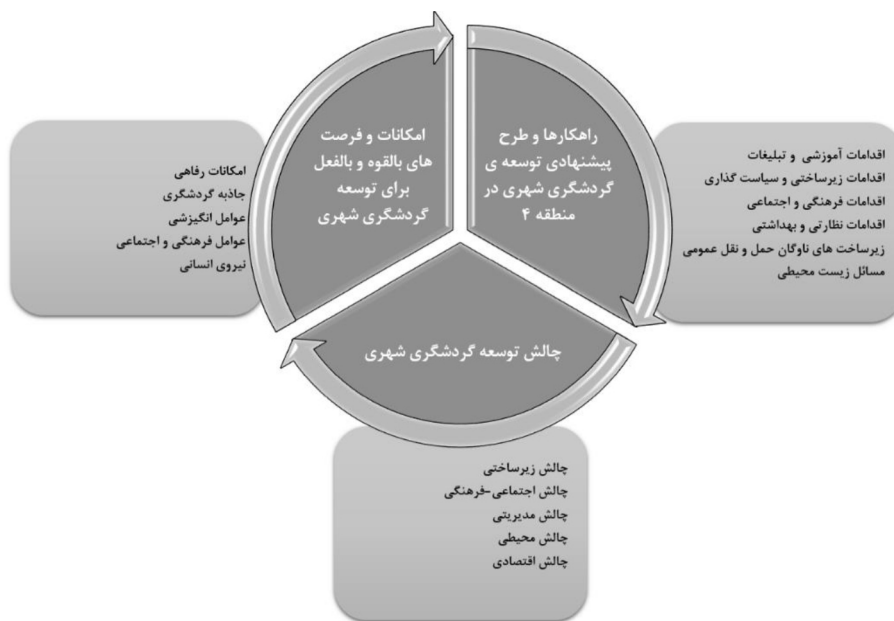 راهکارها و طرح
پیشنهادی توسعه ی
گردشگری شهری در
منطقه ۴
اقدامات آموزشی و تبلیغات
اقدامات زیرساختی و سیاست گذاری
اقدامات فرهنگی و اجتماعی
اقدامات نظارتی و بهداشتی
زیرساخت های ناوگان حمل و نقل عمومی
مسائل زیست محیطی
امکانات و فرصت
های بالقوه و بالفعل
برای توسعه
گردشگری شهری
امکانات رفاهی
جاذبه گردشگری
عوامل انگیزشی
عوامل فرهنگی و اجتماعی
نیروی انسانی
چالش توسعه گردشگری شهری
چالش زیرساختی
چالش اجتماعی-فرهنگی
چالش مدیریتی
چالش محیطی
چالش اقتصادی